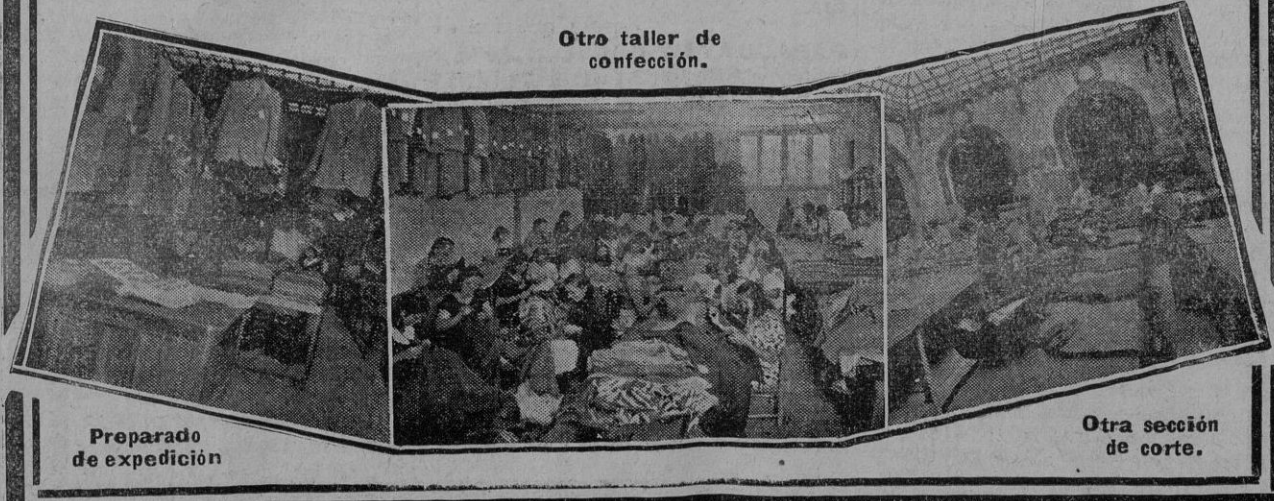 Otro taller de
confección.
Preparado
de expedición
Otra sección
de corte.